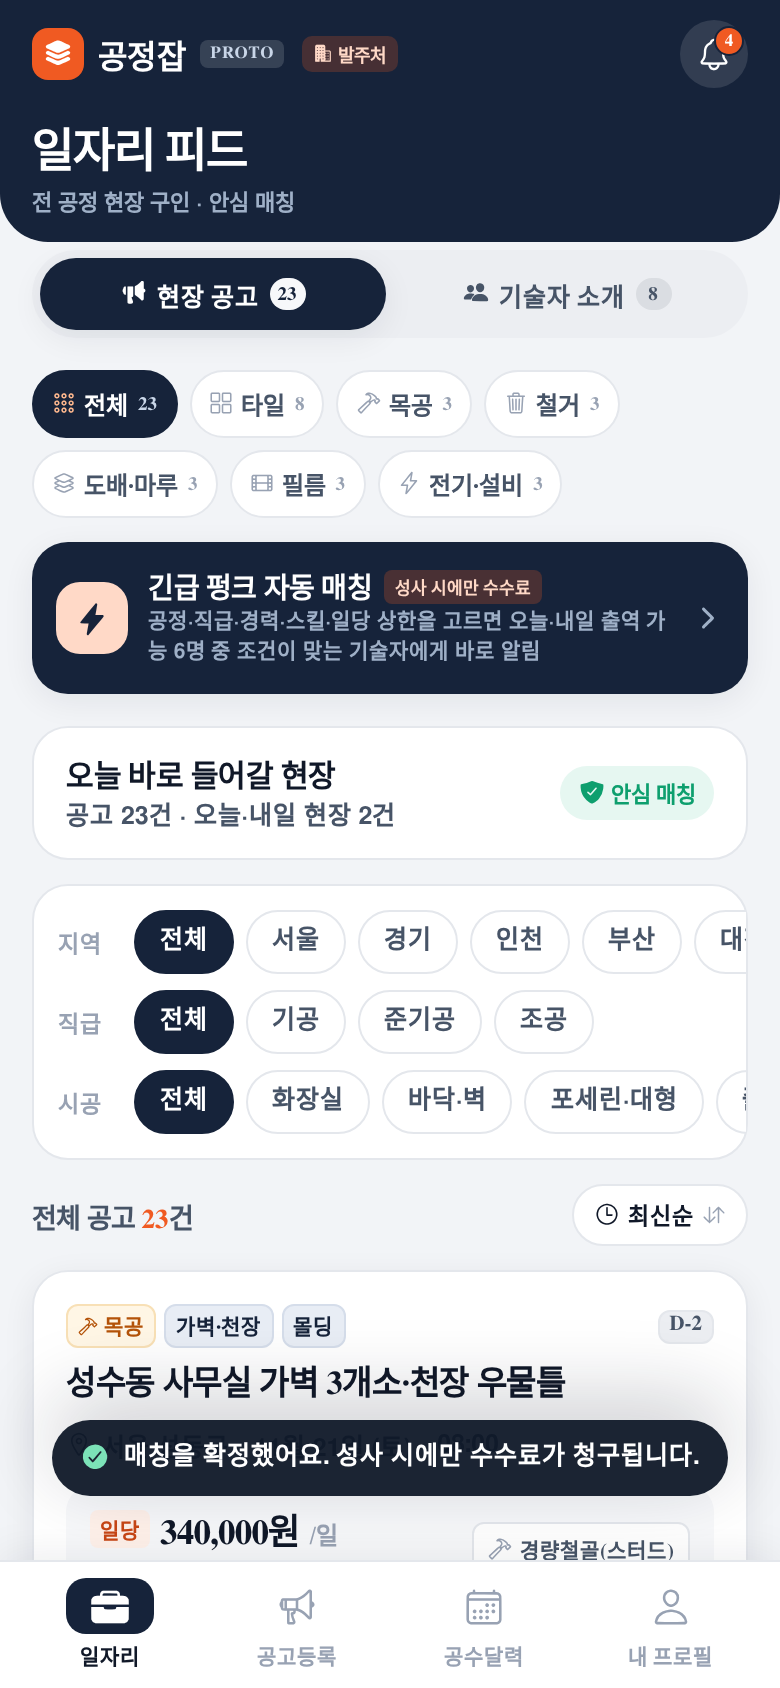 공정잡 PROTO 발주처 4
일자리 피드
전 공정 현장 구인 · 안심 매칭
현장 공고 23 기술자 소개 8
전체 23 타일 8 목공 3 철거 3
도배·마루 3 필름 3 전기·설비 3
긴급 펑크 자동 매칭 성사 시에만 수수료
공정·직급·경력·스킬·일당 상한을 고르면 오늘·내일 출역 가
능 6명 중 조건이 맞는 기술자에게 바로 알림
오늘 바로 들어갈 현장
공고 23건 · 오늘·내일 현장 2건
안심 매칭
지역 전체 서울 경기 인천 부산
직급 전체 기공 준기공 조공
시공 전체 화장실 바닥·벽 포세린·대형
전체 공고 23건 최신순
목공 가벽·천장 몰딩 D-2
성수동 사무실 가벽 3개소·천장 우물틀
매칭을 확정했어요. 성사 시에만 수수료가 청구됩니다.
일당 340,000원 /일 경량철골(스터드)
일자리 공고등록 공수달력 내 프로필